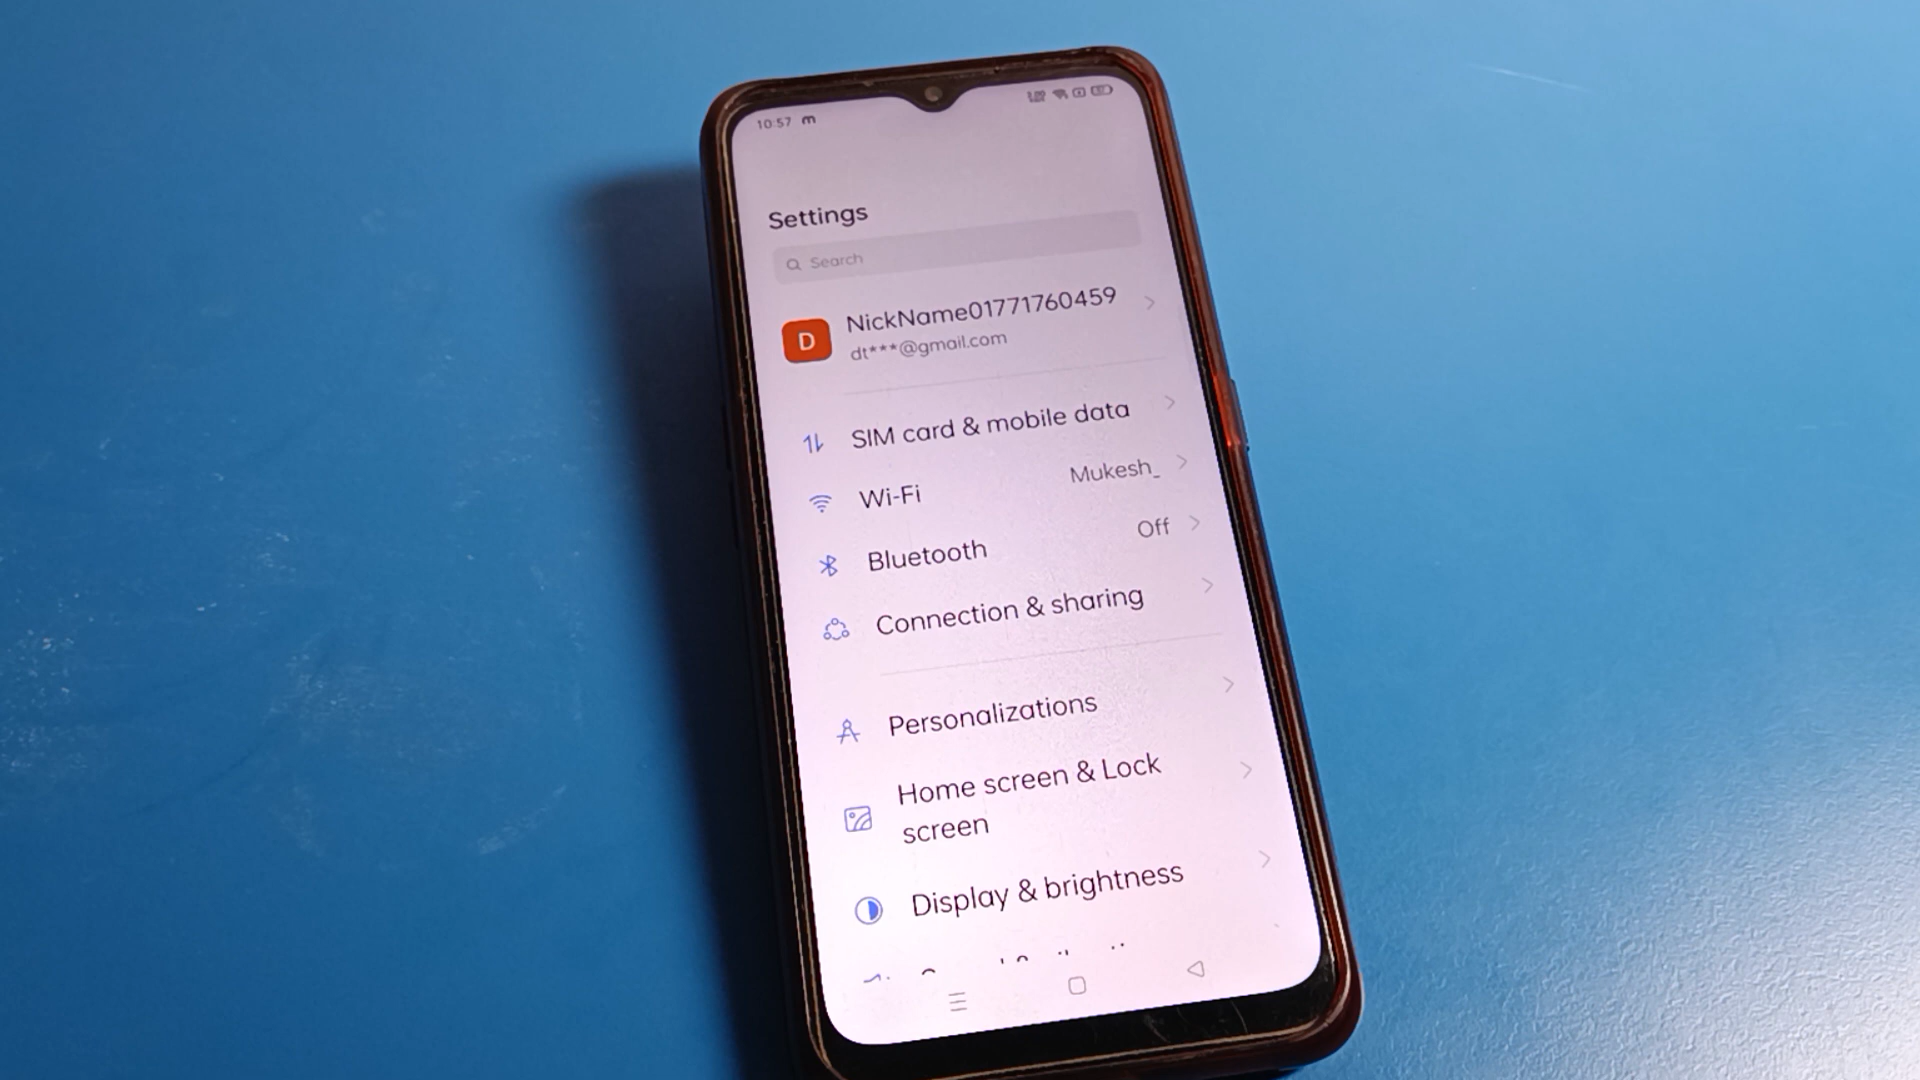 10:57 m
Settings
Search
D
NickName01771760459
dt***@gmail.com
SIM card & mobile data
Wi-Fi Mukesh_
Bluetooth Off
Connection & sharing
Personalizations
Home screen & Lock
screen
Display & brightness